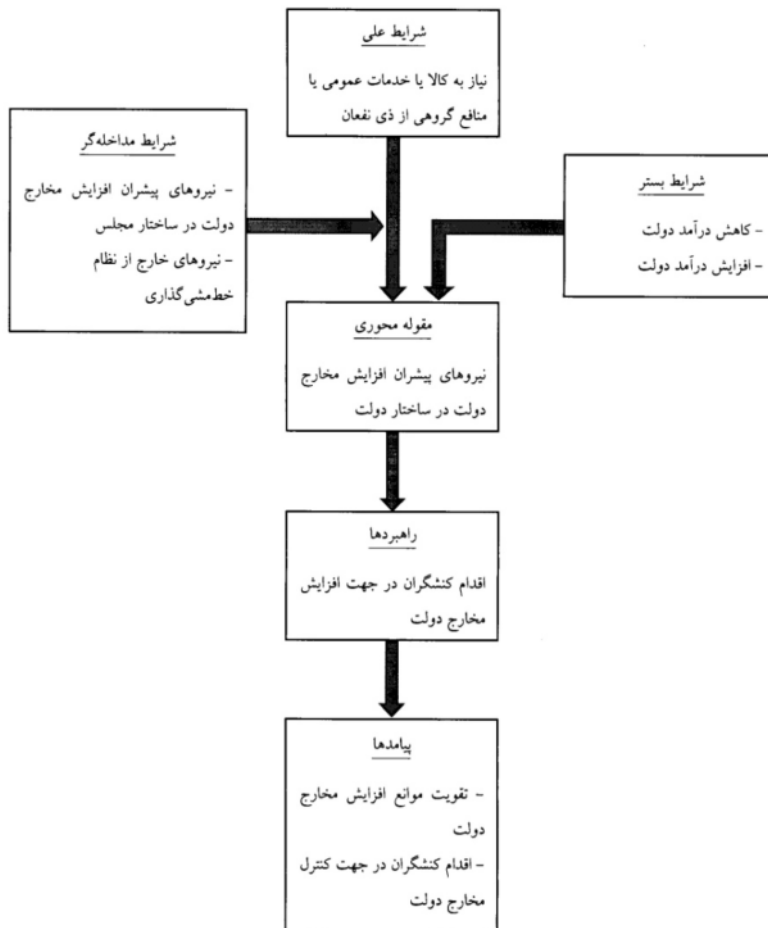 شرایط علی
نیاز به کالا یا خدمات عمومی یا
منافع گروهی از ذی نفعان
شرایط مداخله‌گر
- نیروهای پیشران افزایش مخارج
دولت در ساختار مجلس
- نیروهای خارج از نظام
خط‌مشی‌گذاری
شرایط بستر
- کاهش درآمد دولت
- افزایش درآمد دولت
مقوله محوری
نیروهای پیشران افزایش مخارج
دولت در ساختار دولت
راهبردها
اقدام کنشگران در جهت افزایش
مخارج دولت
پیامدها
- تقویت موانع افزایش مخارج
دولت
- اقدام کنشگران در جهت کنترل
مخارج دولت